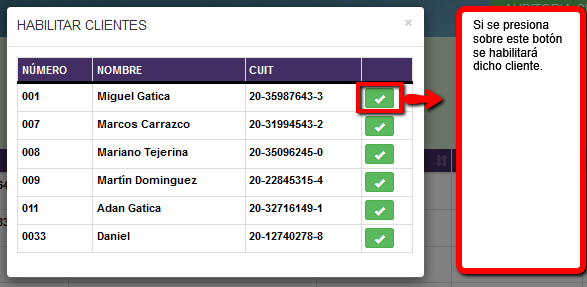 HABILITAR CLIENTES ×
NÚMERO NOMBRE CUIT
001 Miguel Gatica 20-35987643-3
007 Marcos Carrazco 20-31994543-2
008 Mariano Tejerina 20-35096245-0
009 Martín Dominguez 20-22845315-4
011 Adan Gatica 20-32716149-1
0033 Daniel 20-12740278-8
Si se presiona
sobre este botón
se habilitará
dicho cliente.